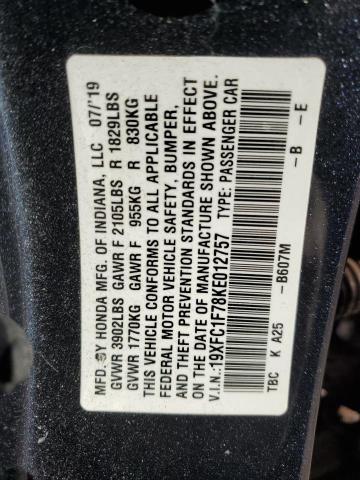 MFD. BY HONDA MFG. OF INDIANA, LLC 07/'19
GVWR 3902LBS GAWR F 2105LBS R 1829LBS
GVWR 1770KG GAWR F 955KG R 830KG
THIS VEHICLE CONFORMS TO ALL APPLICABLE
FEDERAL MOTOR VEHICLE SAFETY, BUMPER,
AND THEFT PREVENTION STANDARDS IN EFFECT
ON THE DATE OF MANUFACTURE SHOWN ABOVE.
V.I.N.:19XFC1F78KE012757 TYPE: PASSENGER CAR
-B607M -B -E
TBC K A25